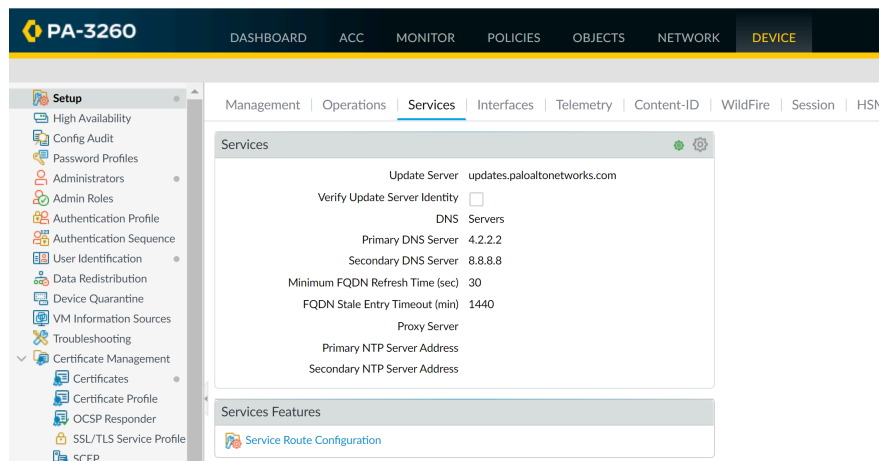 PA-3260
DASHBOARD ACC MONITOR POLICIES OBJECTS NETWORK DEVICE
Setup
High Availability
Config Audit
Password Profiles
Administrators
Admin Roles
Authentication Profile
Authentication Sequence
User Identification
Data Redistribution
Device Quarantine
VM Information Sources
Troubleshooting
Certificate Management
Certificates
Certificate Profile
OCSP Responder
SSL/TLS Service Profile
SCEP
Management Operations Services Interfaces Telemetry Content-ID WildFire Session HSM
Services
Update Server updates.paloaltonetworks.com
Verify Update Server Identity
DNS Servers
Primary DNS Server 4.2.2.2
Secondary DNS Server 8.8.8.8
Minimum FQDN Refresh Time (sec) 30
FQDN Stale Entry Timeout (min) 1440
Proxy Server
Primary NTP Server Address
Secondary NTP Server Address
Services Features
Service Route Configuration